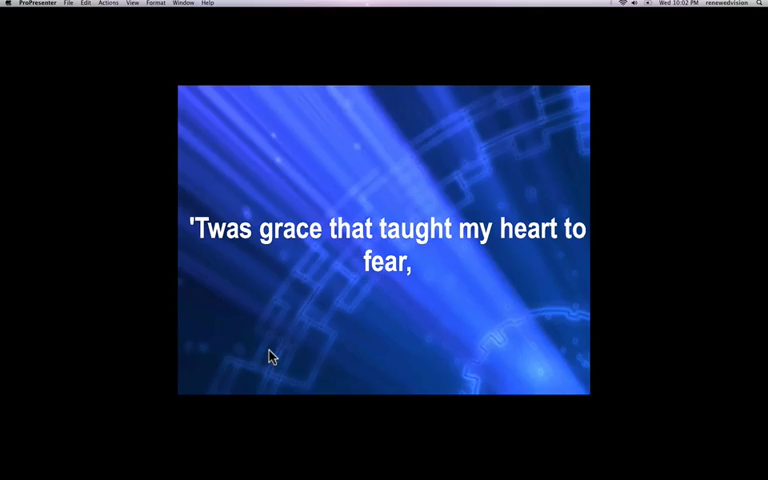 ProPresenter File Edit Actions View Format Window Help Wed 10:02 PM renewedvision
'Twas grace that taught my heart to
fear,